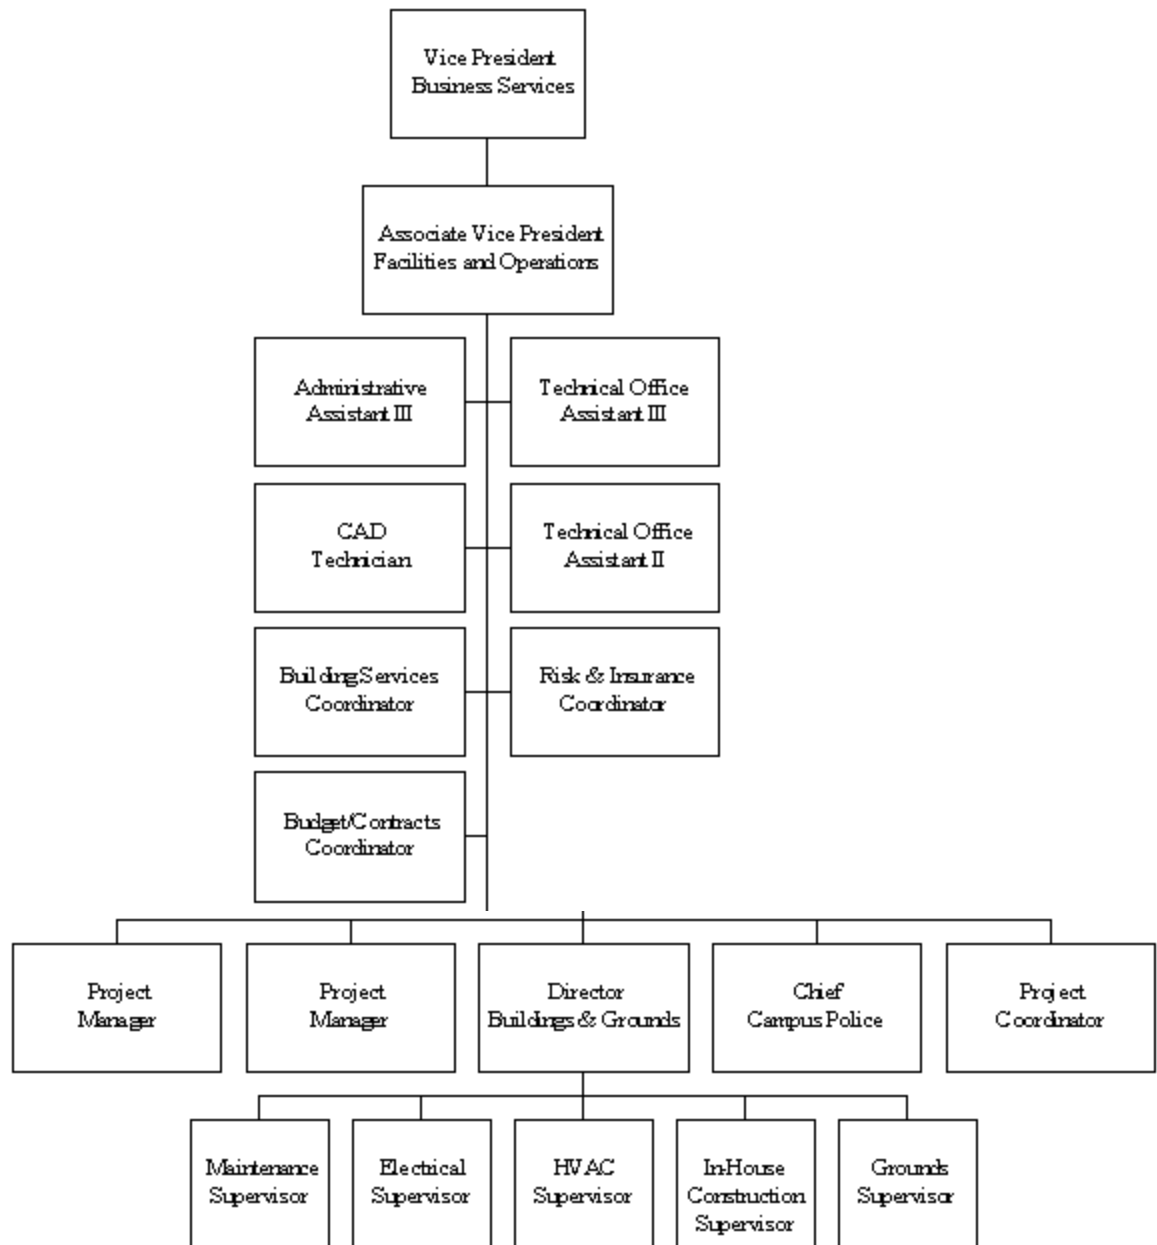 Vice President
Business Services
Associate Vice President
Facilities and Operations
Administrative
Assistant III
Technical Office
Assistant III
CAD
Technician
Technical Office
Assistant II
Building Services
Coordinator
Risk & Insurance
Coordinator
Budget/Contracts
Coordinator
Project
Manager
Project
Manager
Director
Buildings & Grounds
Chief
Campus Police
Project
Coordinator
Maintenance
Supervisor
Electrical
Supervisor
HVAC
Supervisor
In-House
Construction
Supervisor
Grounds
Supervisor